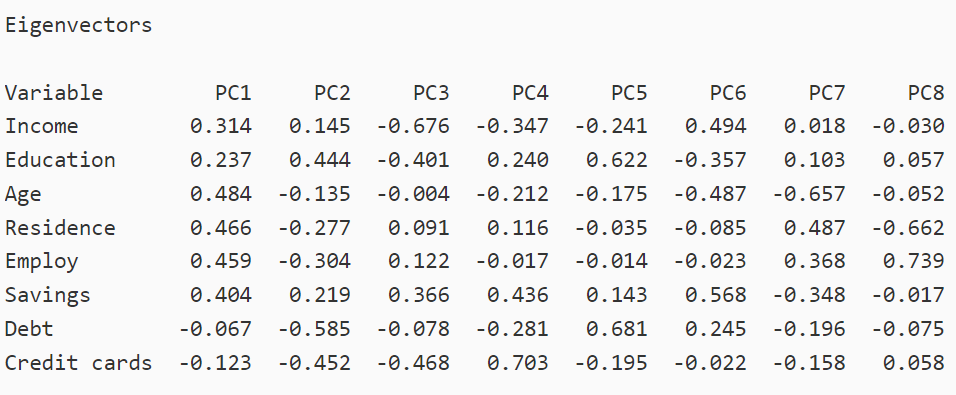 Eigenvectors
Variable PC1 PC2 PC3 PC4 PC5 PC6 PC7 PC8
Income 0.314 0.145 -0.676 -0.347 -0.241 0.494 0.018 -0.030
Education 0.237 0.444 -0.401 0.240 0.622 -0.357 0.103 0.057
Age 0.484 -0.135 -0.004 -0.212 -0.175 -0.487 -0.657 -0.052
Residence 0.466 -0.277 0.091 0.116 -0.035 -0.085 0.487 -0.662
Employ 0.459 -0.304 0.122 -0.017 -0.014 -0.023 0.368 0.739
Savings 0.404 0.219 0.366 0.436 0.143 0.568 -0.348 -0.017
Debt -0.067 -0.585 -0.078 -0.281 0.681 0.245 -0.196 -0.075
Credit cards -0.123 -0.452 -0.468 0.703 -0.195 -0.022 -0.158 0.058